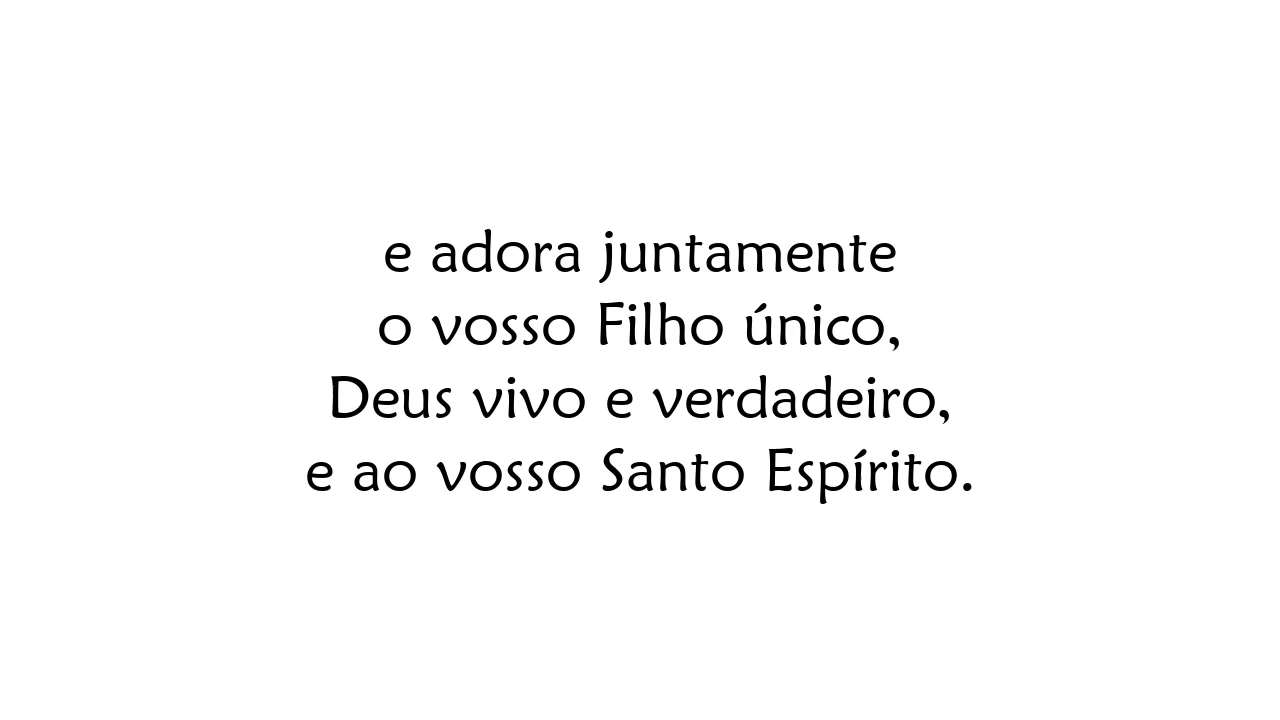 e adora juntamente
o vosso Filho único,
Deus vivo e verdadeiro,
e ao vosso Santo Espírito.